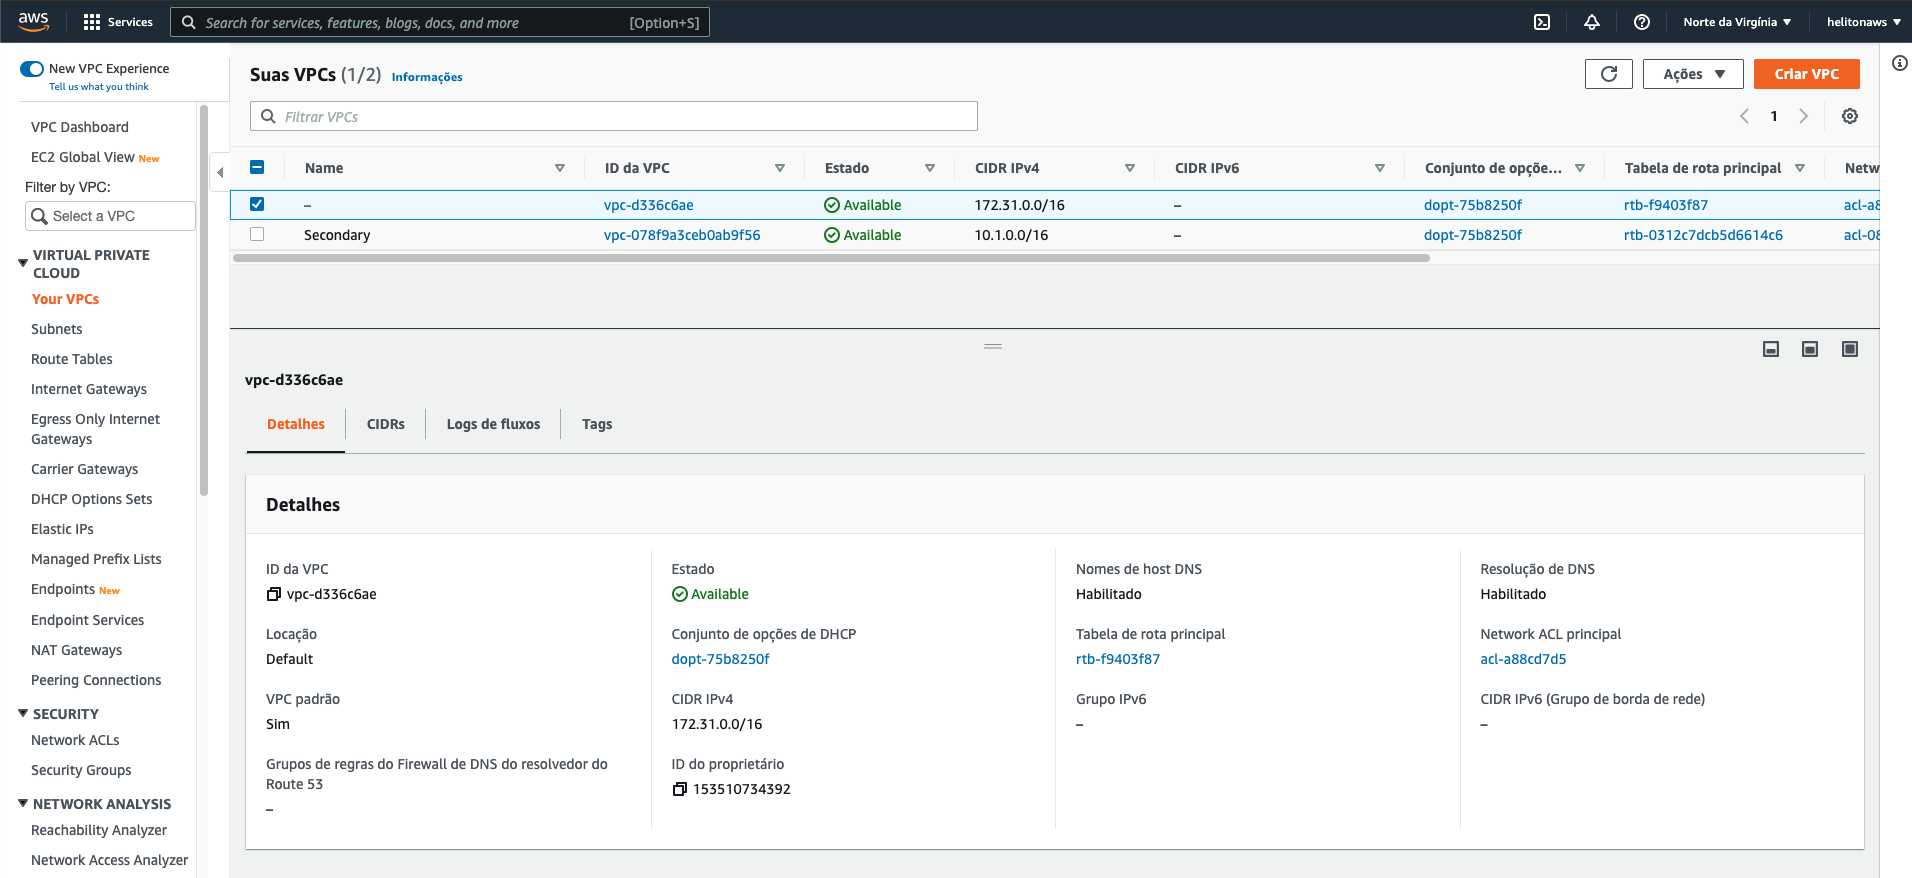 aws
Services
Search for services, features, blogs, docs, and more
[Option+S]
Norte da Virgínia
helitonaws
New VPC Experience
Tell us what you think
VPC Dashboard
EC2 Global View New
Filter by VPC:
Select a VPC
VIRTUAL PRIVATE
CLOUD
Your VPCs
Subnets
Route Tables
Internet Gateways
Egress Only Internet
Gateways
Carrier Gateways
DHCP Options Sets
Elastic IPs
Managed Prefix Lists
Endpoints New
Endpoint Services
NAT Gateways
Peering Connections
SECURITY
Network ACLs
Security Groups
NETWORK ANALYSIS
Reachability Analyzer
Network Access Analyzer
Suas VPCs (1/2) Informações
Ações
Criar VPC
Filtrar VPCs
1
Name ID da VPC Estado CIDR IPv4 CIDR IPv6 Conjunto de opçõe... Tabela de rota principal Netw
– vpc-d336c6ae Available 172.31.0.0/16 – dopt-75b8250f rtb-f9403f87 acl-a8
Secondary vpc-078f9a3ceb0ab9f56 Available 10.1.0.0/16 – dopt-75b8250f rtb-0312c7dcb5d6614c6 acl-08
vpc-d336c6ae
Detalhes CIDRs Logs de fluxos Tags
Detalhes
ID da VPC
vpc-d336c6ae
Estado
Available
Nomes de host DNS
Habilitado
Resolução de DNS
Habilitado
Locação
Default
Conjunto de opções de DHCP
dopt-75b8250f
Tabela de rota principal
rtb-f9403f87
Network ACL principal
acl-a88cd7d5
VPC padrão
Sim
CIDR IPv4
172.31.0.0/16
Grupo IPv6
–
CIDR IPv6 (Grupo de borda de rede)
–
Grupos de regras do Firewall de DNS do resolvedor do
Route 53
–
ID do proprietário
153510734392